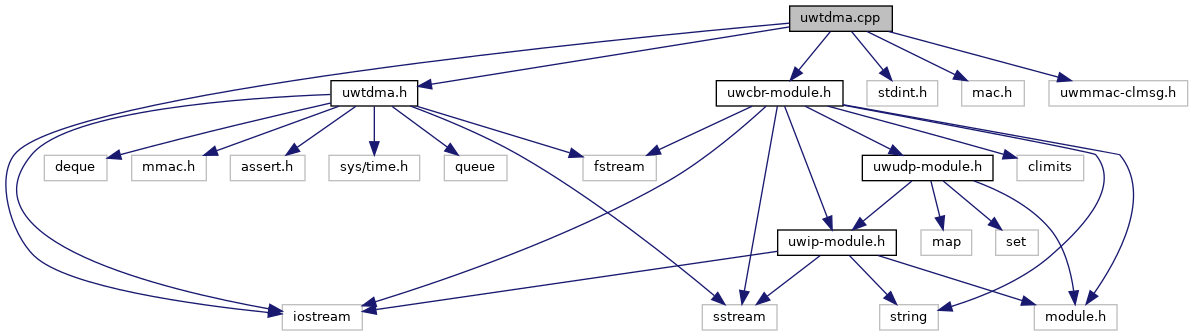 uwtdma.cpp
uwtdma.h
uwcbr-module.h
stdint.h
mac.h
uwmmac-clmsg.h
deque
mmac.h
assert.h
sys/time.h
queue
fstream
uwudp-module.h
climits
uwip-module.h
map
set
iostream
sstream
string
module.h